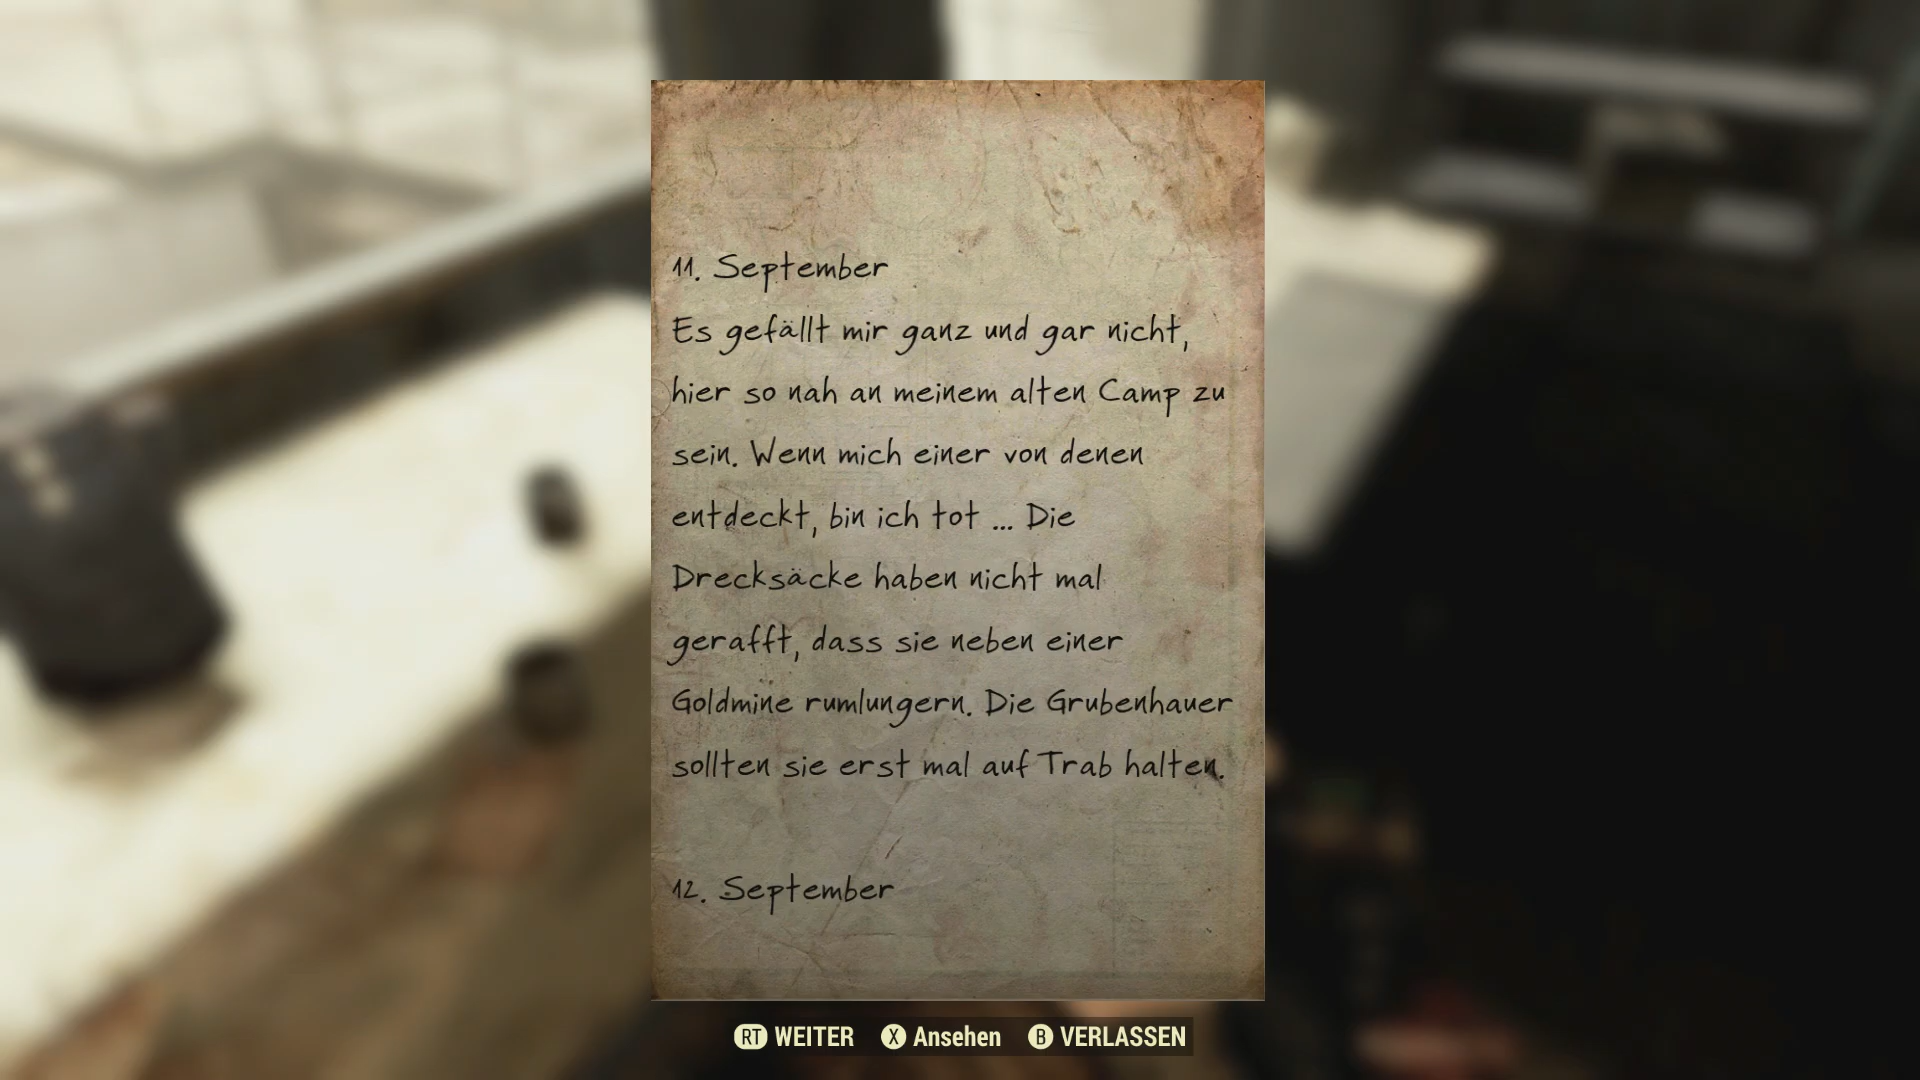 11. September
Es gefällt mir ganz und gar nicht,
hier so nah an meinem alten Camp zu
sein. Wenn mich einer von denen
entdeckt, bin ich tot ... Die
Drecksäcke haben nicht mal
gerafft, dass sie neben einer
Goldmine rumlungern. Die Grubenhauer
sollten sie erst mal auf Trab halten.
12. September
RT WEITER X Ansehen B VERLASSEN